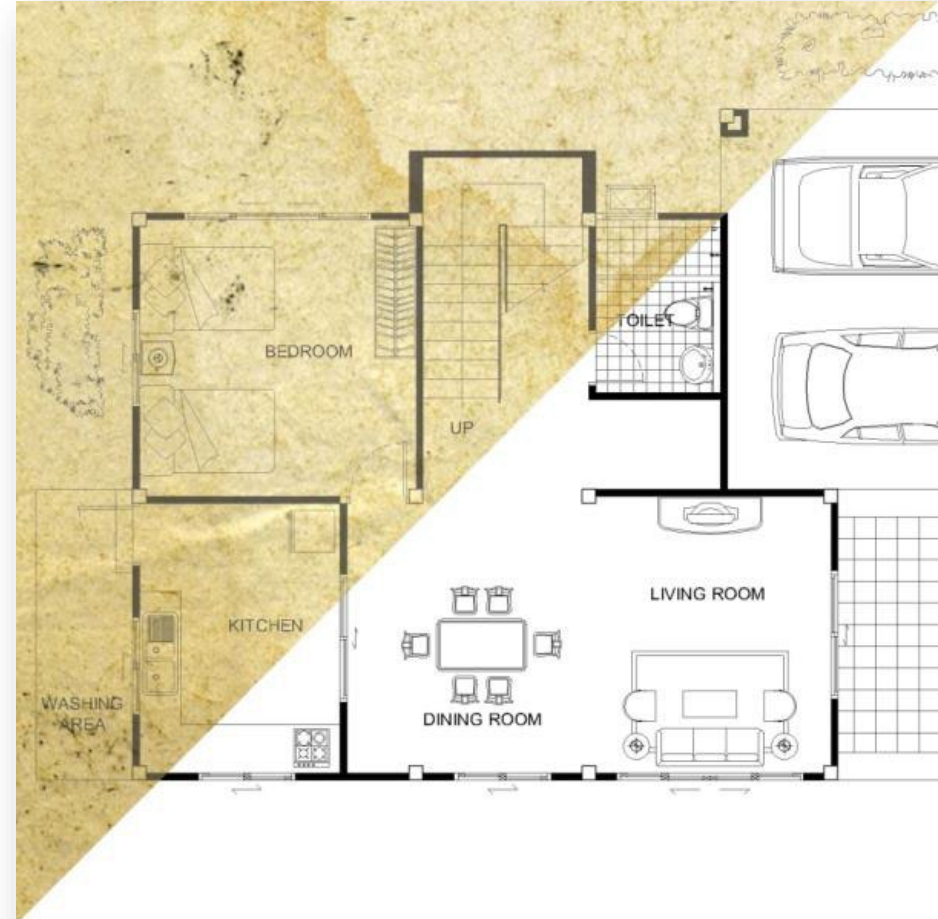 TOILET
BEDROOM
UP
LIVING ROOM
KITCHEN
WASHING
AREA
DINING ROOM